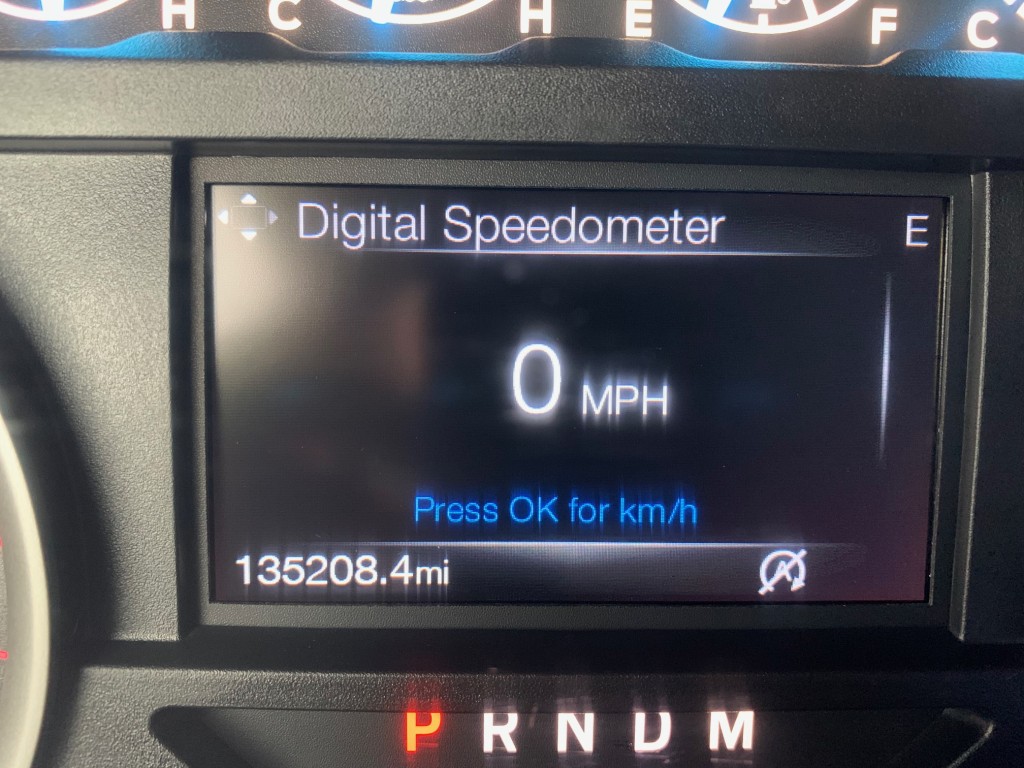 H C H E F C
Digital Speedometer E
0 MPH
Press OK for km/h
135208.4mi
P R N D M